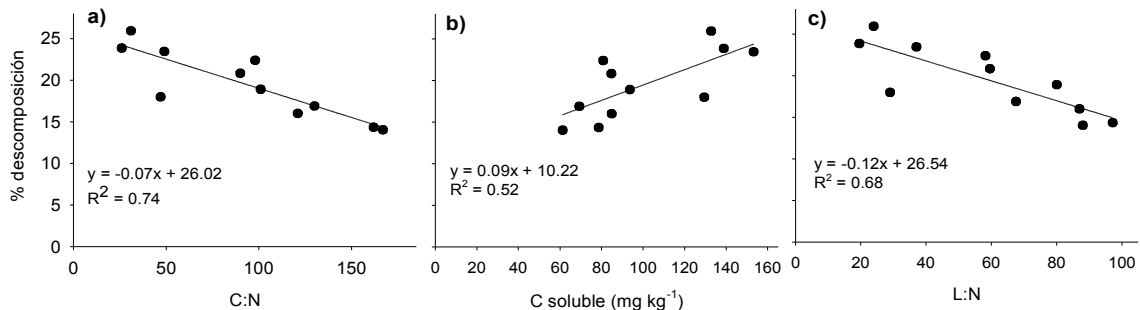 a)
% descomposición
25
20
15
10
5
0
y = -0.07x + 26.02
R² = 0.74
0 50 100 150
C:N
b)
y = 0.09x + 10.22
R² = 0.52
0 20 40 60 80 100 120 140 160
C soluble (mg kg⁻¹)
c)
y = -0.12x + 26.54
R² = 0.68
0 20 40 60 80 100
L:N